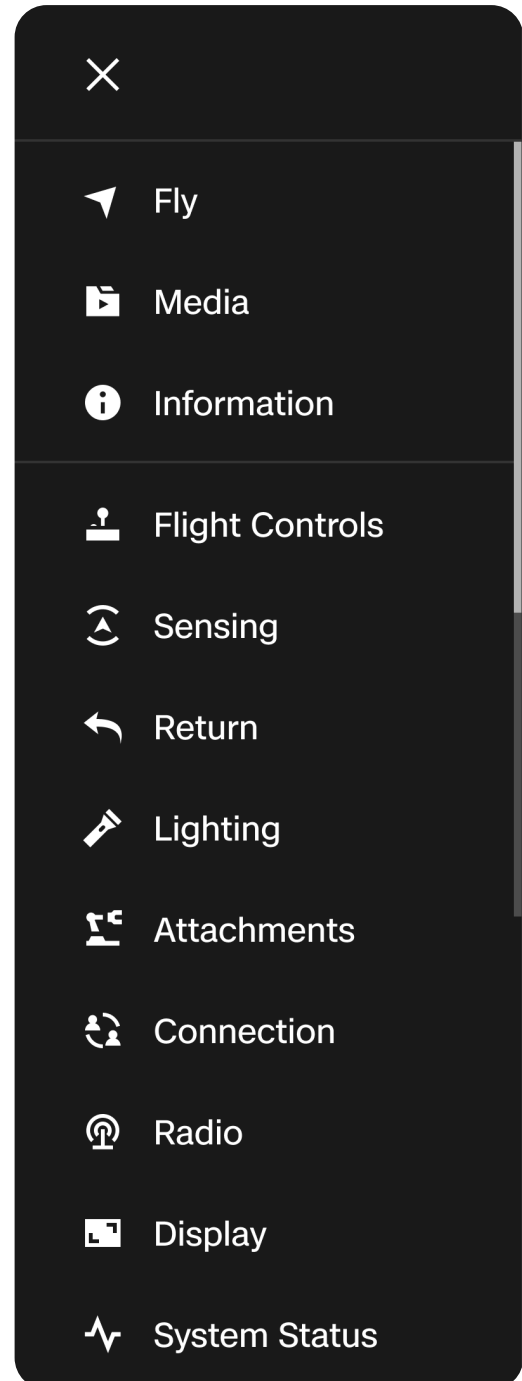 Fly
Media
Information
Flight Controls
Sensing
Return
Lighting
Attachments
Connection
Radio
Display
System Status